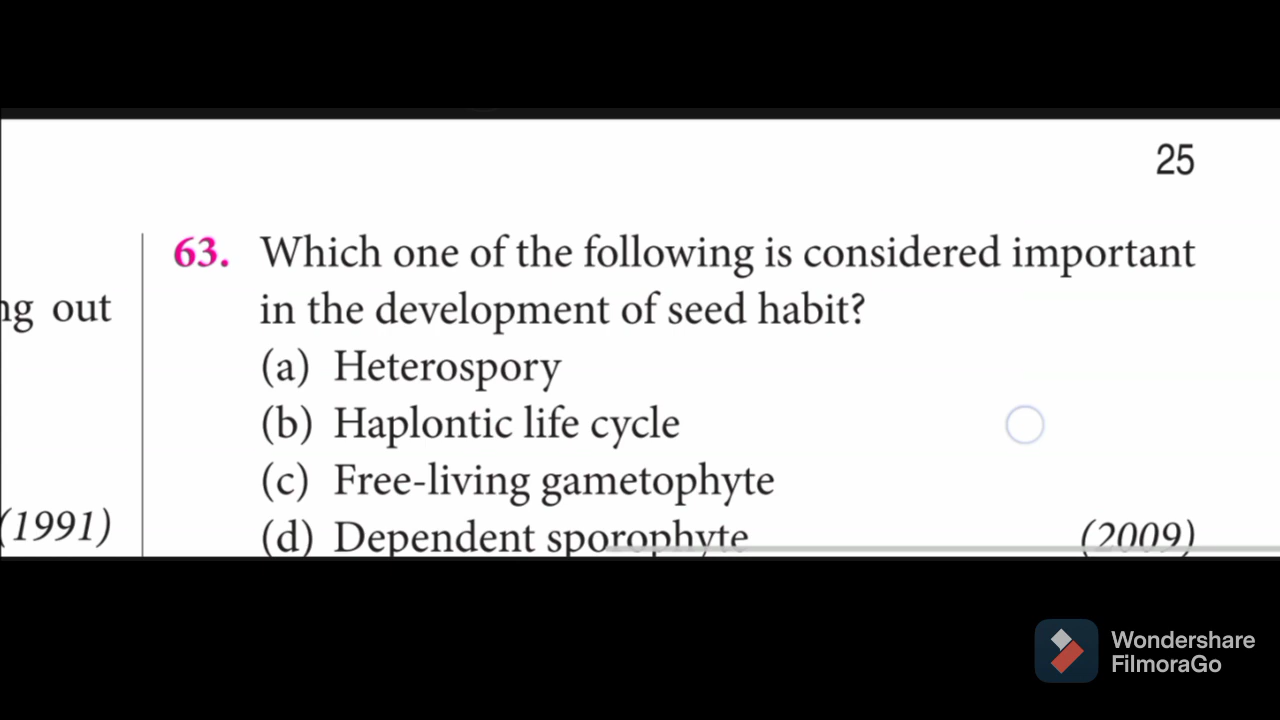 25
63. Which one of the following is considered important
in the development of seed habit?
out
(a) Heterospory
(b) Haplontic life cycle
(c) Free-living gametophyte
(1991)
(d) Dependent sporophyte (2009)
Wondershare
FilmoraGo